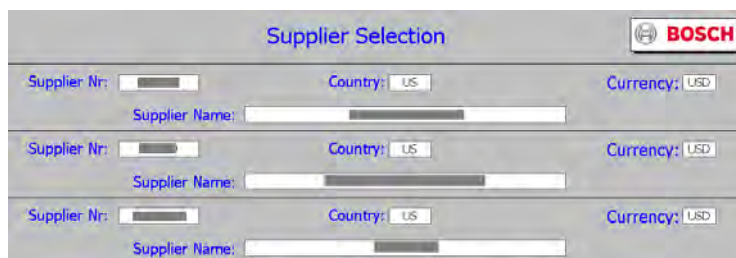 Supplier Selection
BOSCH
Supplier Nr: Country: US Currency: USD
Supplier Name:
Supplier Nr: Country: US Currency: USD
Supplier Name:
Supplier Nr: Country: US Currency: USD
Supplier Name: